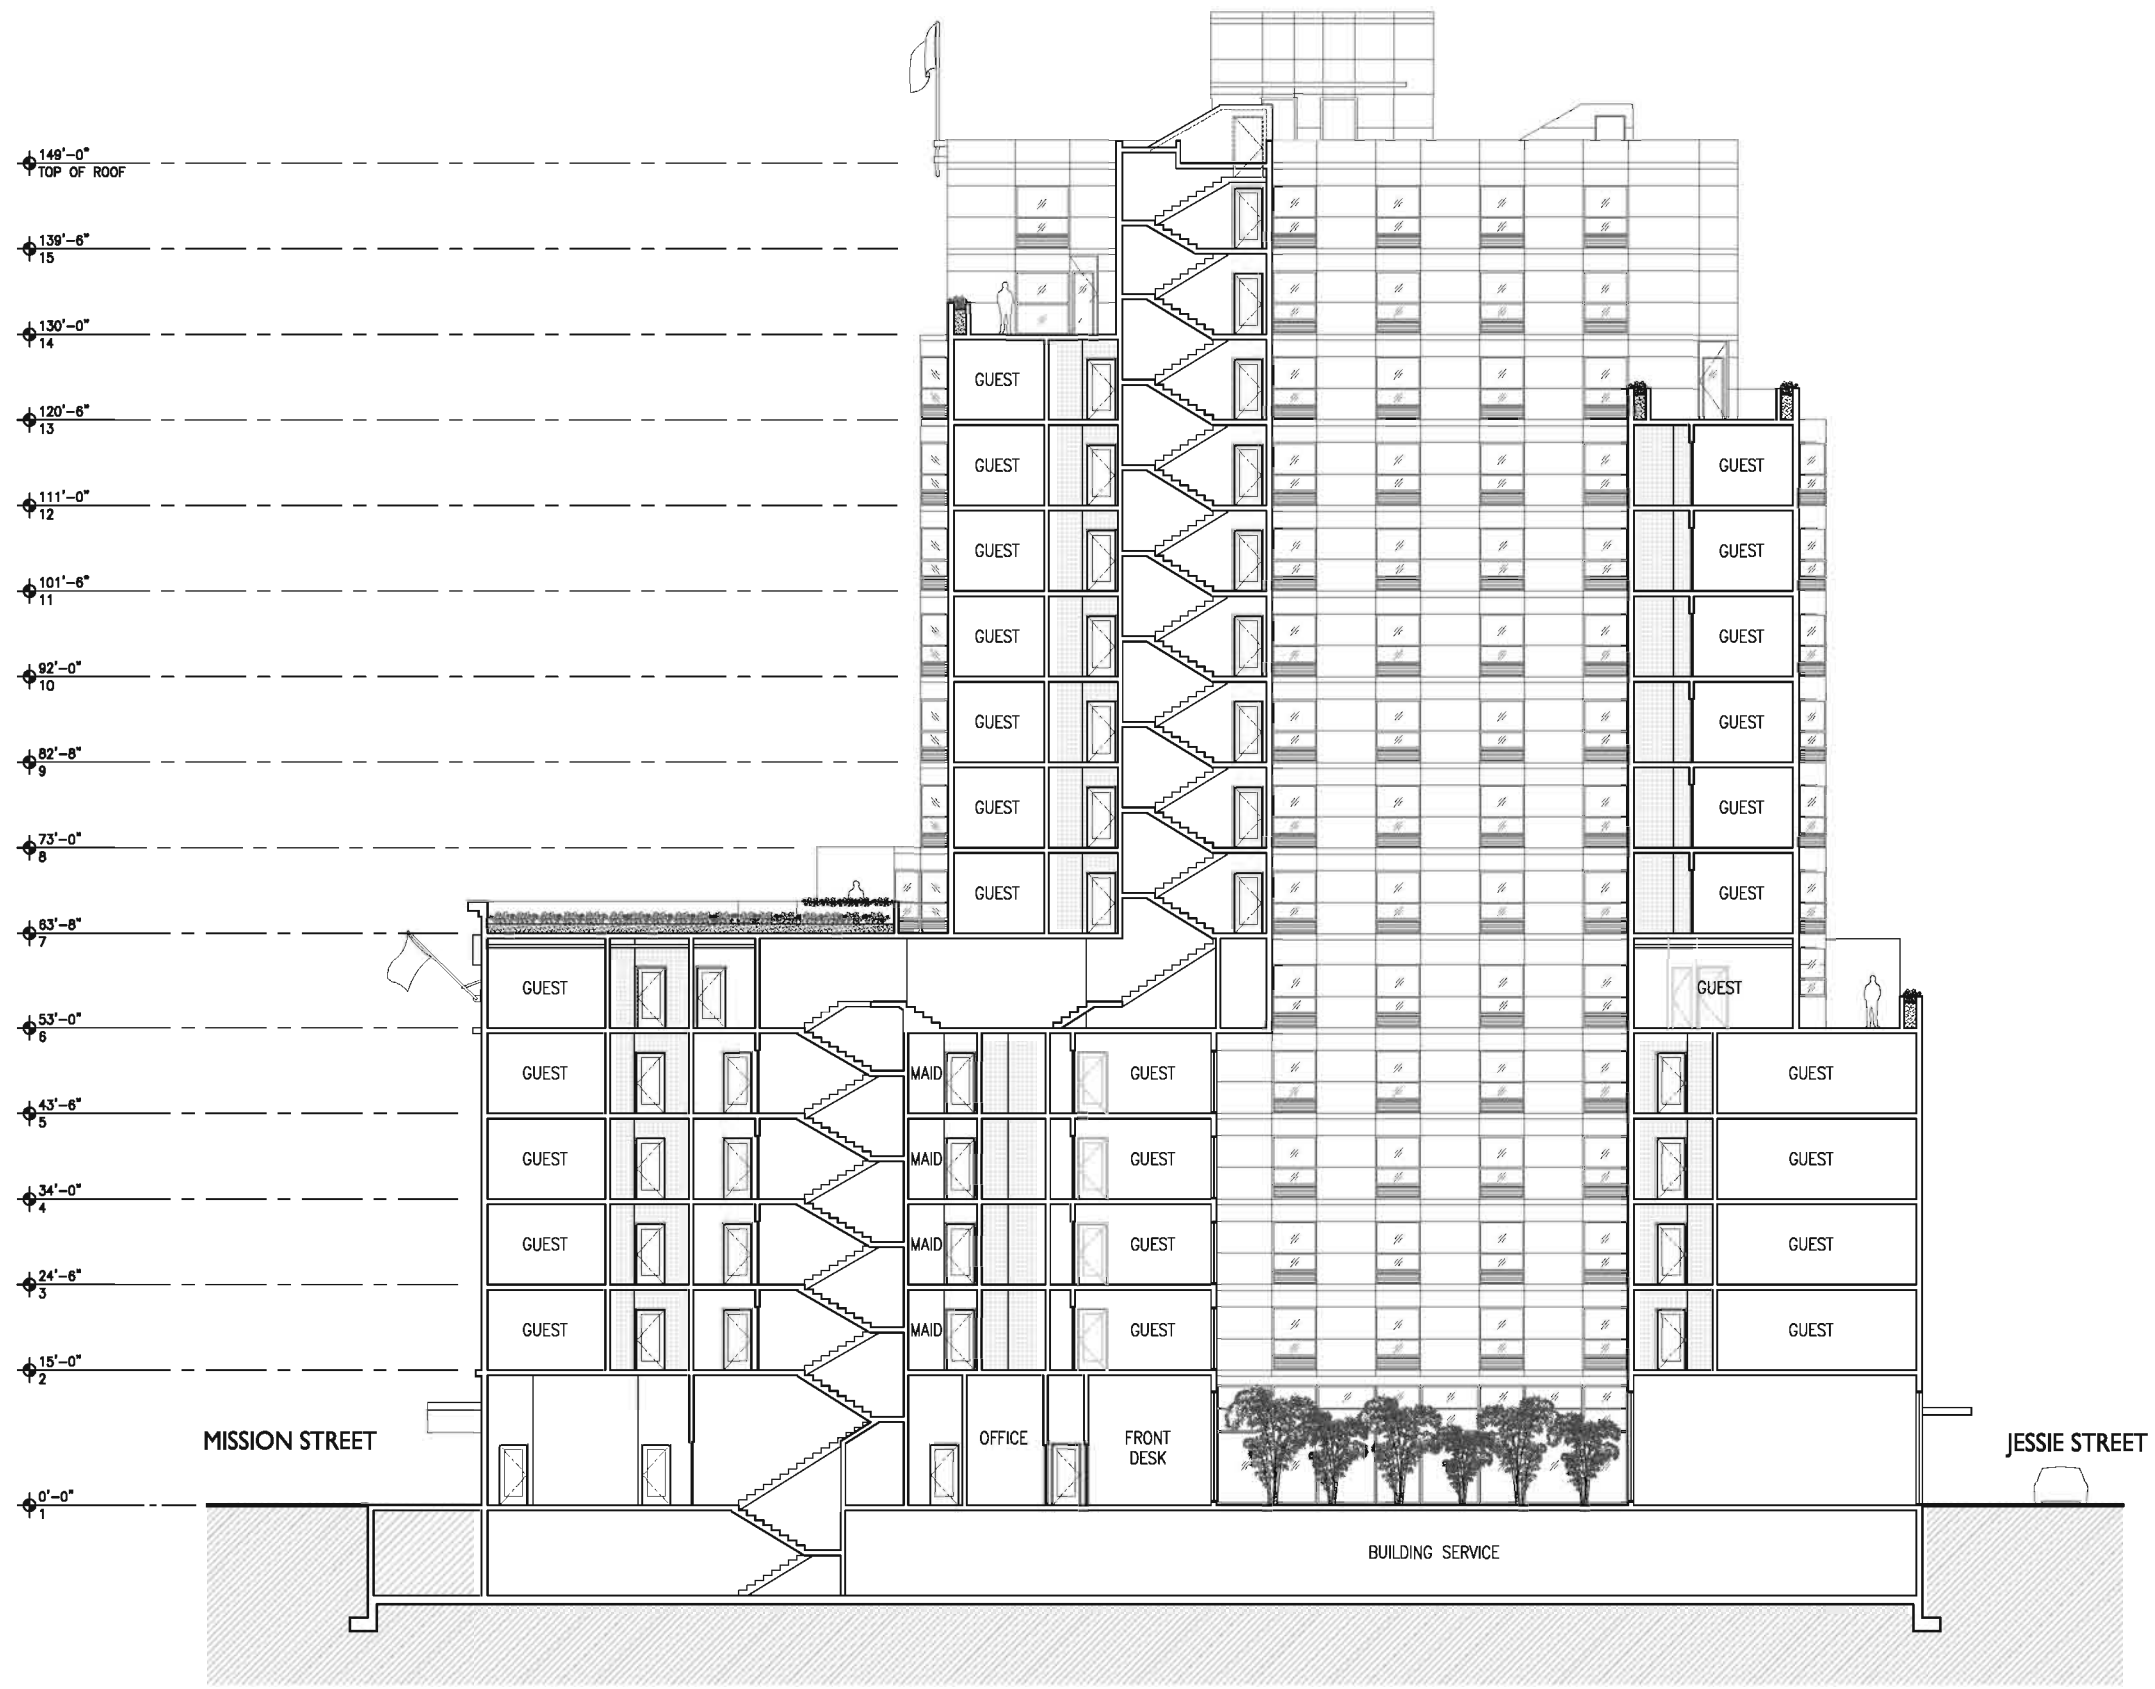 149'-0"
TOP OF ROOF
139'-6"
15
130'-0"
14
GUEST
120'-6"
13
GUEST GUEST
111'-0"
12
GUEST GUEST
101'-6"
11
GUEST GUEST
92'-0"
10
GUEST GUEST
82'-8"
9
GUEST GUEST
73'-0"
8
GUEST GUEST
63'-8"
7
GUEST GUEST
53'-0"
6
GUEST MAID GUEST GUEST
43'-6"
5
GUEST MAID GUEST GUEST
34'-0"
4
GUEST MAID GUEST GUEST
24'-6"
3
GUEST MAID GUEST GUEST
15'-0"
2
MISSION STREET OFFICE FRONT JESSIE STREET
DESK
0'-0"
1
BUILDING SERVICE